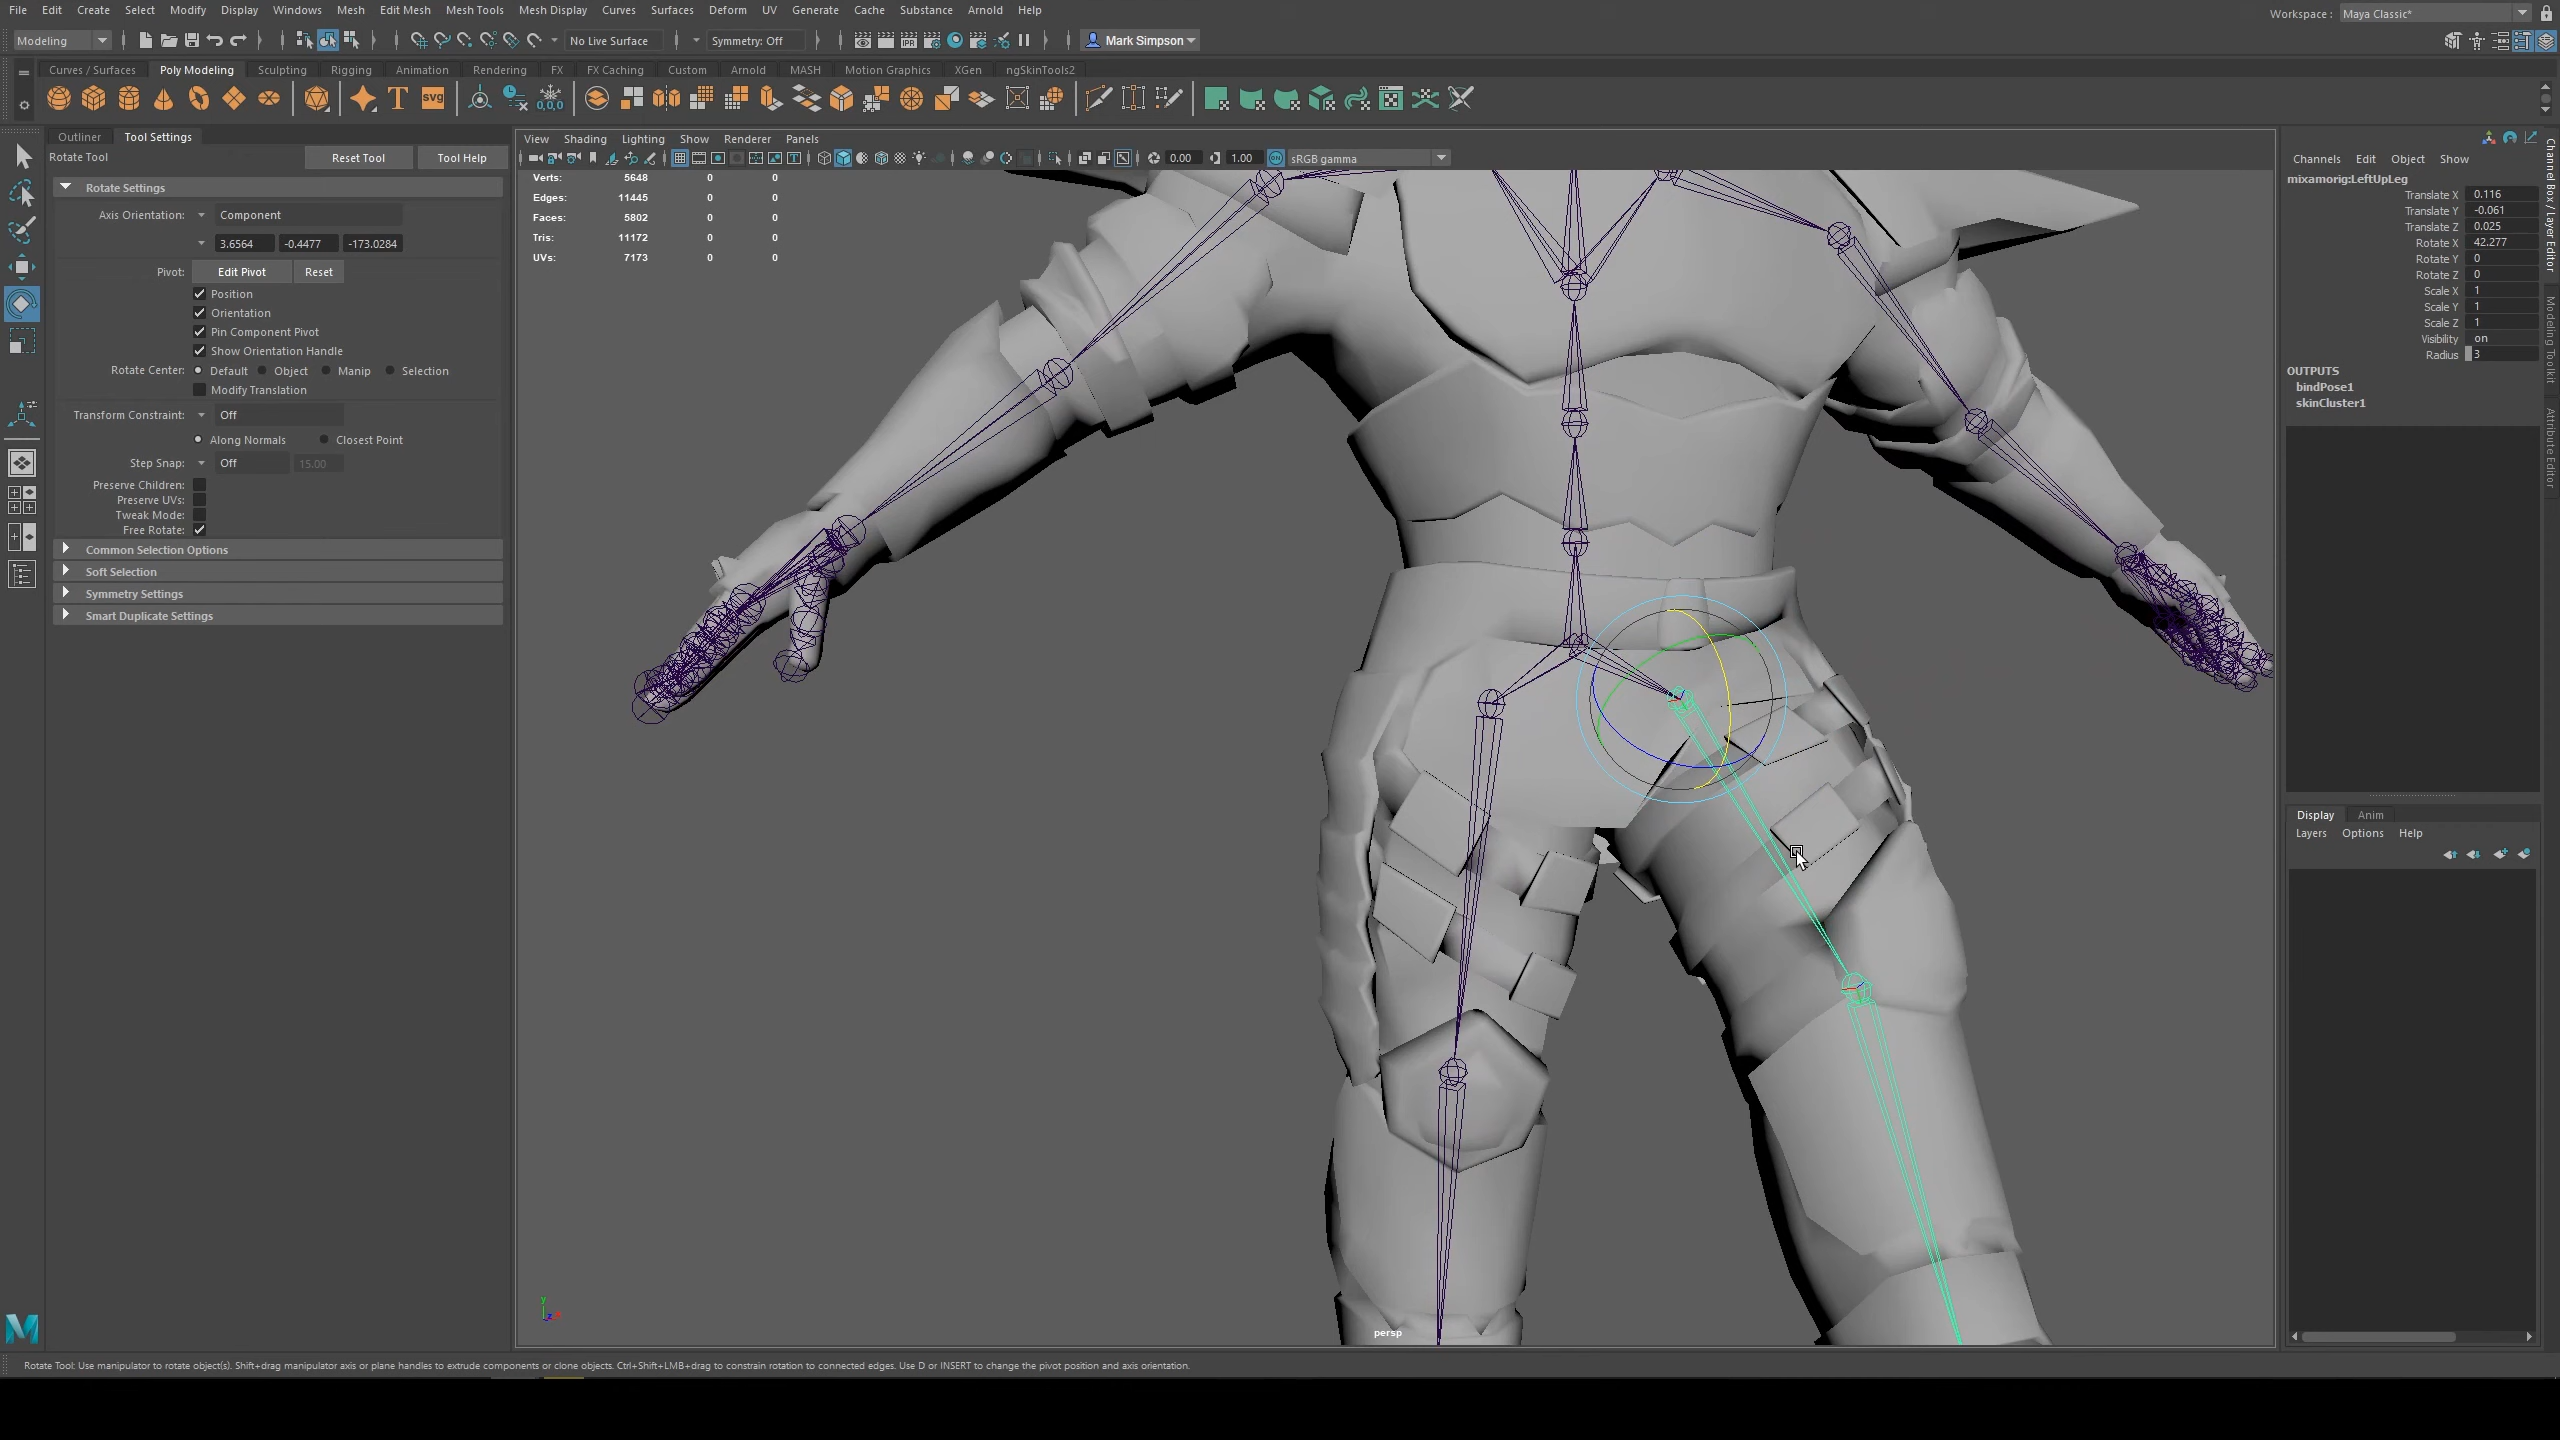 File Edit Create Select Modify Display Windows Mesh Edit Mesh Mesh Tools Mesh Display Curves Surfaces Deform UV Generate Cache Substance Arnold Help
Workspace : Maya Classic*
Modeling No Live Surface Symmetry: Off Mark Simpson
Curves / Surfaces Poly Modeling Sculpting Rigging Animation Rendering FX FX Caching Custom Arnold MASH Motion Graphics XGen ngSkinTools2
T SVG 0,0,0
Outliner Tool Settings
Rotate Tool Reset Tool Tool Help
Rotate Settings
Axis Orientation: Component
3.6564 -0.4477 -173.0284
Pivot: Edit Pivot Reset
Position
Orientation
Pin Component Pivot
Show Orientation Handle
Rotate Center: Default Object Manip Selection
Modify Translation
Transform Constraint: Off
Along Normals Closest Point
Step Snap: Off 15.00
Preserve Children:
Preserve UVs:
Tweak Mode:
Free Rotate:
Common Selection Options
Soft Selection
Symmetry Settings
Smart Duplicate Settings
View Shading Lighting Show Renderer Panels
0.00 1.00 sRGB gamma
Verts: 5648 0 0
Edges: 11445 0 0
Faces: 5802 0 0
Tris: 11172 0 0
UVs: 7173 0 0
persp
y
Channels Edit Object Show
mixamorig:LeftUpLeg
Translate X 0.116
Translate Y -0.061
Translate Z 0.025
Rotate X 42.277
Rotate Y 0
Rotate Z 0
Scale X 1
Scale Y 1
Scale Z 1
Visibility on
Radius 3
OUTPUTS
bindPose1
skinCluster1
Display Anim
Layers Options Help
Channel Box / Layer Editor
Modeling Toolkit
Attribute Editor
Rotate Tool: Use manipulator to rotate object(s). Shift+drag manipulator axis or plane handles to extrude components or clone objects. Ctrl+Shift+LMB+drag to constrain rotation to connected edges. Use D or INSERT to change the pivot position and axis orientation.